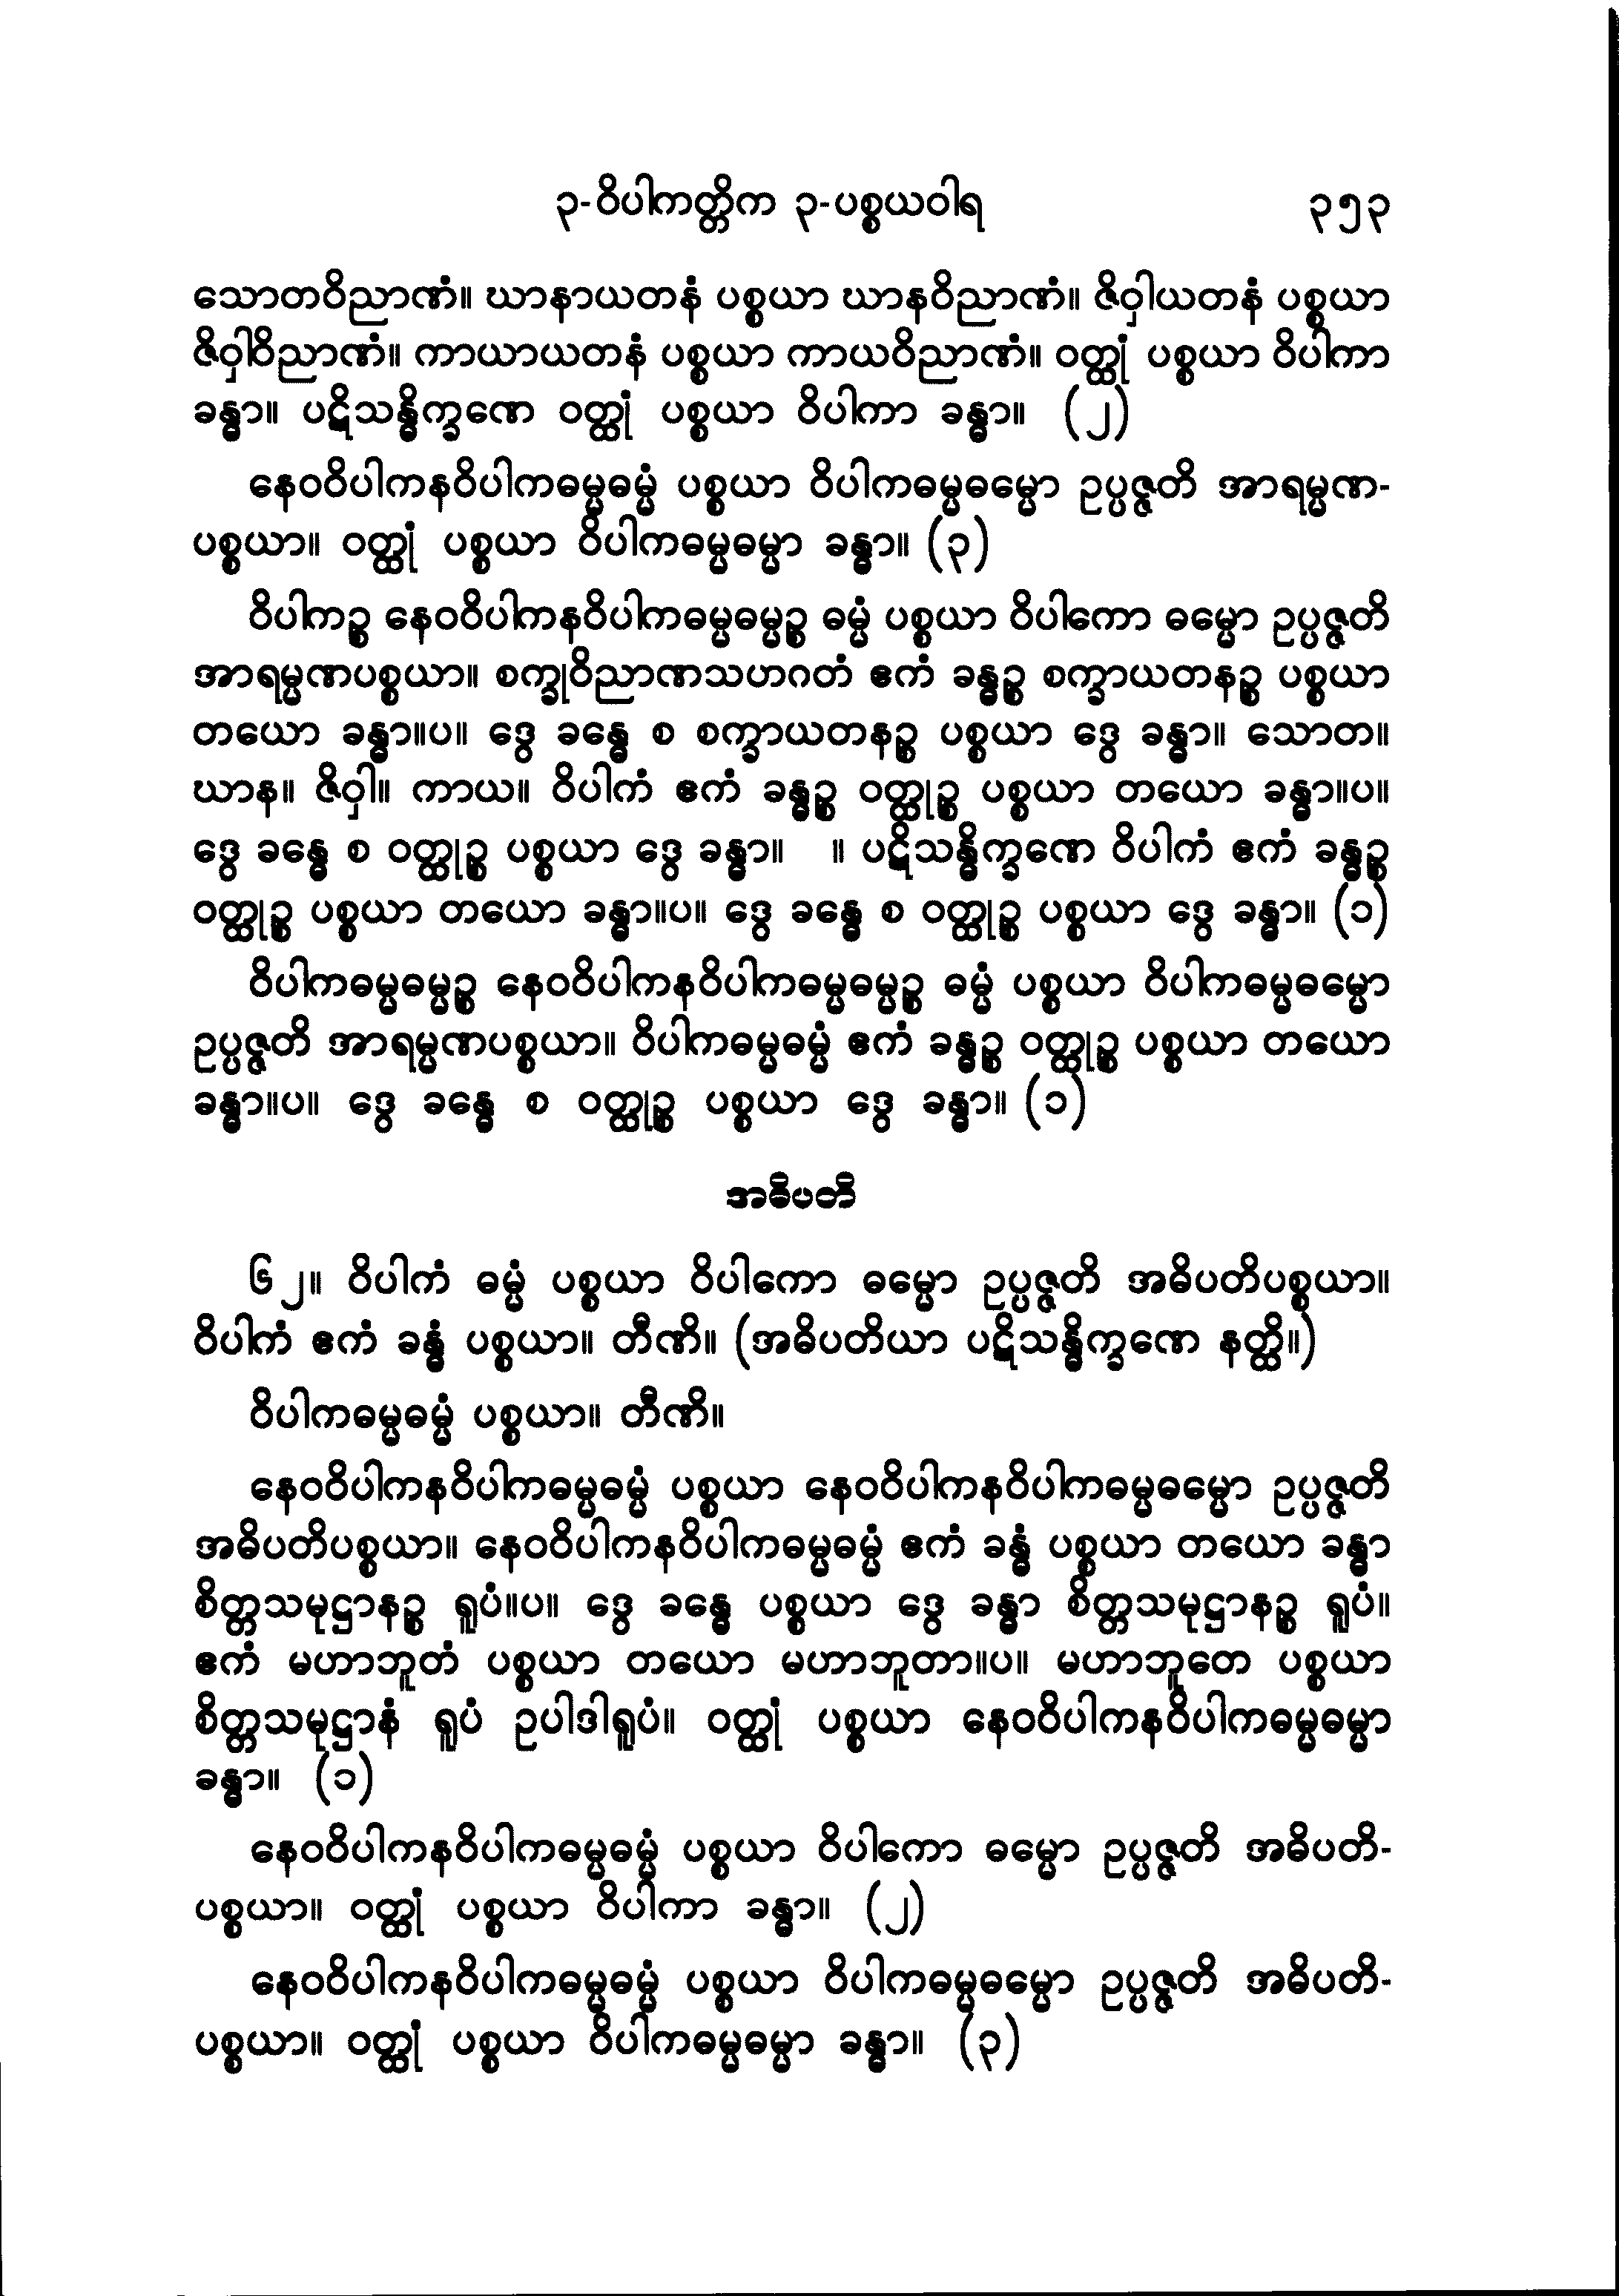 ၃-ဝိပါကတ္တိက ၃-ပစ္စယဝါရ ၃၅၃
သောတဝိညာဏံ။ ဃာနာယတနံ ပစ္စယာ ဃာနဝိညာဏံ။ ဇိဝှါယတနံ ပစ္စယာ
ဇိဝှါဝိညာဏံ။ ကာယာယတနံ ပစ္စယာ ကာယဝိညာဏံ။ ဝတ္ထုံ ပစ္စယာ ဝိပါကာ
ခန္ဓာ။ ပဋိသန္ဓိက္ခဏေ ဝတ္ထုံ ပစ္စယာ ဝိပါကာ ခန္ဓာ။ (၂)
နေဝဝိပါကနဝိပါကဓမ္မဓမ္မံ ပစ္စယာ ဝိပါကဓမ္မဓမ္မော ဥပ္ပဇ္ဇတိ အာရမ္မဏ-
ပစ္စယာ။ ဝတ္ထုံ ပစ္စယာ ဝိပါကဓမ္မဓမ္မာ ခန္ဓာ။ (၃)
ဝိပါကဉ္စ နေဝဝိပါကနဝိပါကဓမ္မဓမ္မဉ္စ ဓမ္မံ ပစ္စယာ ဝိပါကော ဓမ္မော ဥပ္ပဇ္ဇတိ
အာရမ္မဏပစ္စယာ။ စက္ခုဝိညာဏသဟဂတံ ဧကံ ခန္ဓဉ္စ စက္ခာယတနဉ္စ ပစ္စယာ
တယော ခန္ဓာ။ပ။ ဒွေ ခန္ဓေ စ စက္ခာယတနဉ္စ ပစ္စယာ ဒွေ ခန္ဓာ။ သောတ။
ဃာန။ ဇိဝှါ။ ကာယ။ ဝိပါကံ ဧကံ ခန္ဓဉ္စ ဝတ္ထုဉ္စ ပစ္စယာ တယော ခန္ဓာ။ပ။
ဒွေ ခန္ဓေ စ ဝတ္ထုဉ္စ ပစ္စယာ ဒွေ ခန္ဓာ။ ။ ပဋိသန္ဓိက္ခဏေ ဝိပါကံ ဧကံ ခန္ဓဉ္စ
ဝတ္ထုဉ္စ ပစ္စယာ တယော ခန္ဓာ။ပ။ ဒွေ ခန္ဓေ စ ဝတ္ထုဉ္စ ပစ္စယာ ဒွေ ခန္ဓာ။ (၁)
ဝိပါကဓမ္မဓမ္မဉ္စ နေဝဝိပါကနဝိပါကဓမ္မဓမ္မဉ္စ ဓမ္မံ ပစ္စယာ ဝိပါကဓမ္မဓမ္မော
ဥပ္ပဇ္ဇတိ အာရမ္မဏပစ္စယာ။ ဝိပါကဓမ္မဓမ္မံ ဧကံ ခန္ဓဉ္စ ဝတ္ထုဉ္စ ပစ္စယာ တယော
ခန္ဓာ။ပ။ ဒွေ ခန္ဓေ စ ဝတ္ထုဉ္စ ပစ္စယာ ဒွေ ခန္ဓာ။ (၁)
အဓိပတိ
၆၂။ ဝိပါကံ ဓမ္မံ ပစ္စယာ ဝိပါကော ဓမ္မော ဥပ္ပဇ္ဇတိ အဓိပတိပစ္စယာ။
ဝိပါကံ ဧကံ ခန္ဓံ ပစ္စယာ။ တီဏိ။ (အဓိပတိယာ ပဋိသန္ဓိက္ခဏေ နတ္ထိ။)
ဝိပါကဓမ္မဓမ္မံ ပစ္စယာ။ တီဏိ။
နေဝဝိပါကနဝိပါကဓမ္မဓမ္မံ ပစ္စယာ နေဝဝိပါကနဝိပါကဓမ္မဓမ္မော ဥပ္ပဇ္ဇတိ
အဓိပတိပစ္စယာ။ နေဝဝိပါကနဝိပါကဓမ္မဓမ္မံ ဧကံ ခန္ဓံ ပစ္စယာ တယော ခန္ဓာ
စိတ္တသမုဋ္ဌာနဉ္စ ရူပံ။ပ။ ဒွေ ခန္ဓေ ပစ္စယာ ဒွေ ခန္ဓာ စိတ္တသမုဋ္ဌာနဉ္စ ရူပံ။
ဧကံ မဟာဘူတံ ပစ္စယာ တယော မဟာဘူတာ။ပ။ မဟာဘူတေ ပစ္စယာ
စိတ္တသမုဋ္ဌာနံ ရူပံ ဥပါဒါရူပံ။ ဝတ္ထုံ ပစ္စယာ နေဝဝိပါကနဝိပါကဓမ္မဓမ္မာ
ခန္ဓာ။ (၁)
နေဝဝိပါကနဝိပါကဓမ္မဓမ္မံ ပစ္စယာ ဝိပါကော ဓမ္မော ဥပ္ပဇ္ဇတိ အဓိပတိ-
ပစ္စယာ။ ဝတ္ထုံ ပစ္စယာ ဝိပါကာ ခန္ဓာ။ (၂)
နေဝဝိပါကနဝိပါကဓမ္မဓမ္မံ ပစ္စယာ ဝိပါကဓမ္မဓမ္မော ဥပ္ပဇ္ဇတိ အဓိပတိ-
ပစ္စယာ။ ဝတ္ထုံ ပစ္စယာ ဝိပါကဓမ္မဓမ္မာ ခန္ဓာ။ (၃)